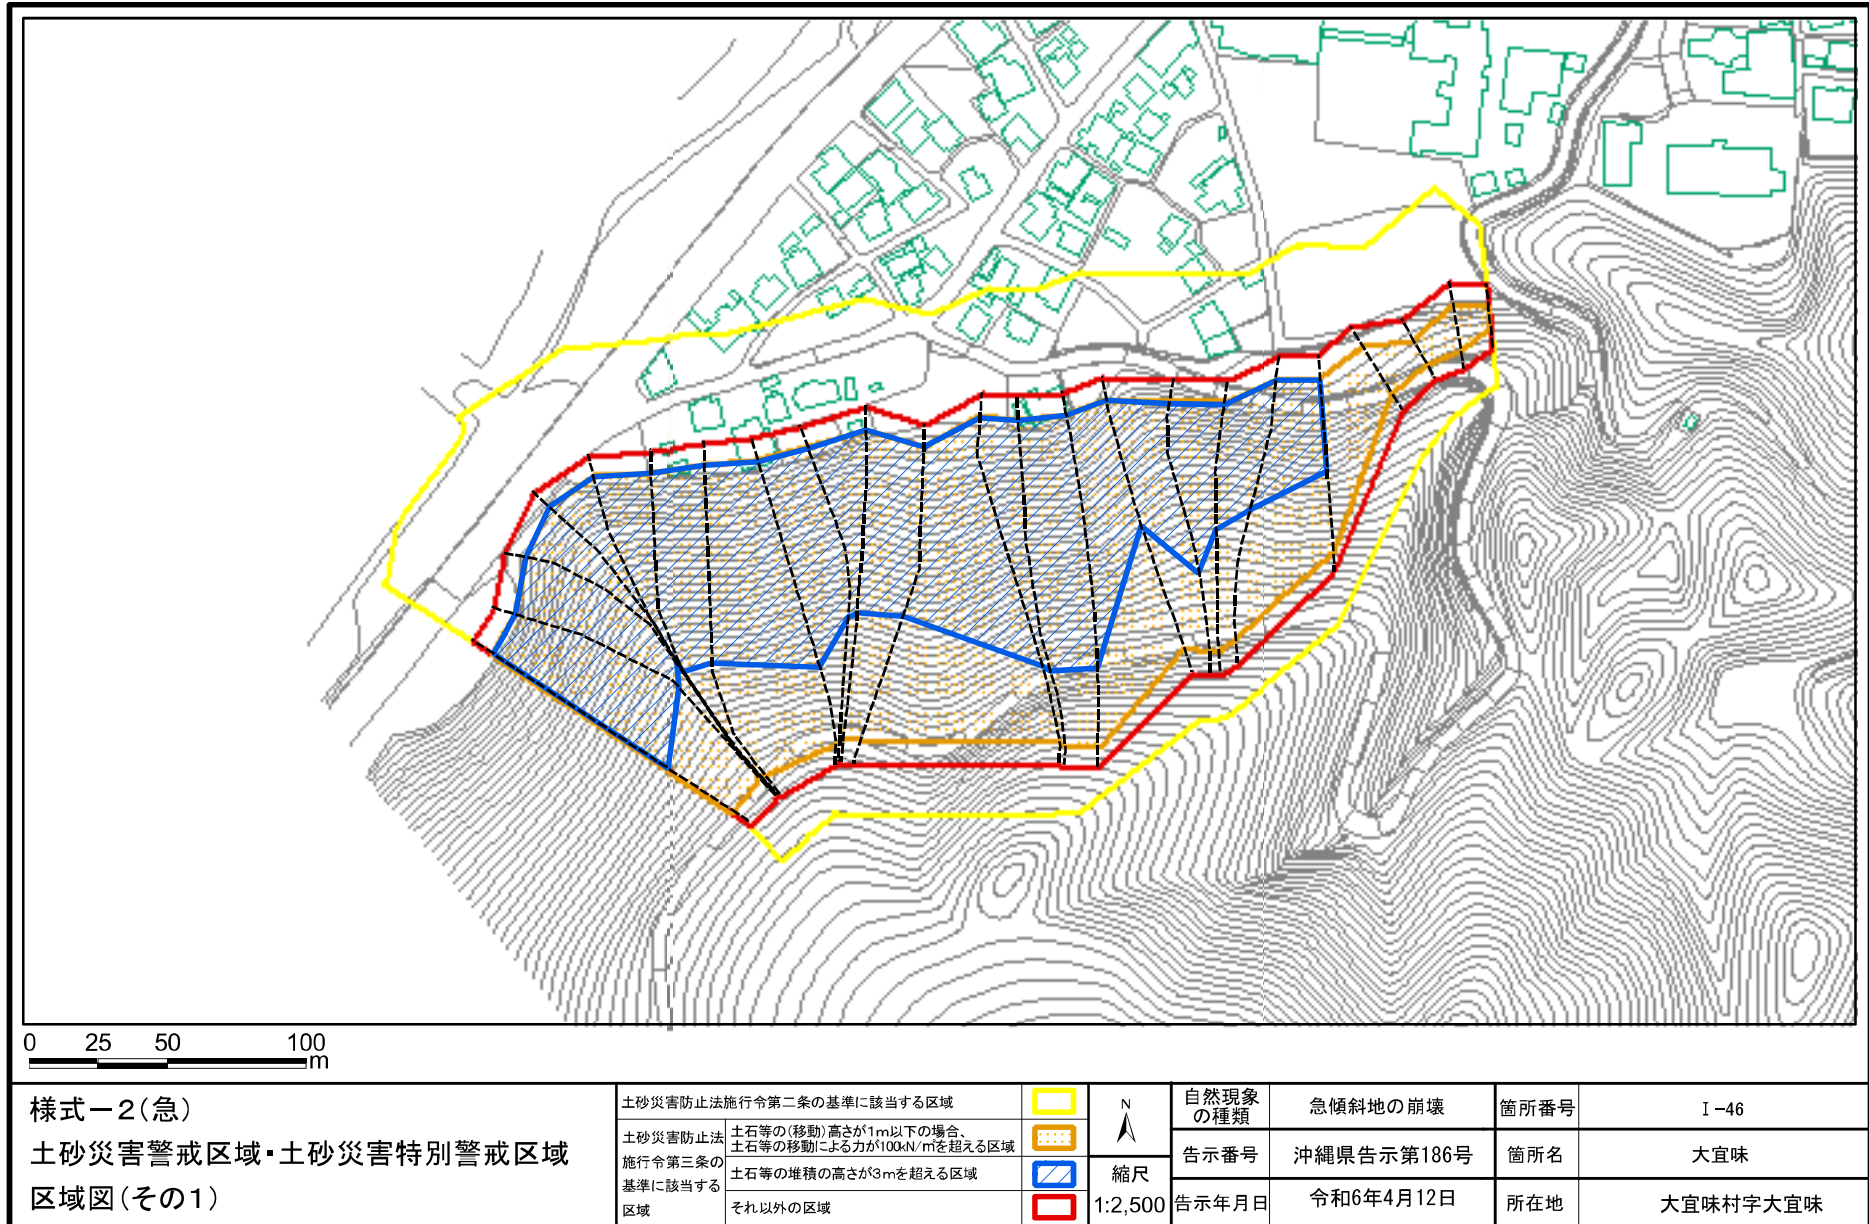 0 25 50 100
m
様式－2(急)
土砂災害警戒区域・土砂災害特別警戒区域
区域図(その1)
土砂災害防止法施行令第二条の基準に該当する区域
土砂災害防止法
施行令第三条の
基準に該当する
区域
土石等の(移動)高さが1m以下の場合、
土石等の移動による力が100kN/㎡を超える区域
土石等の堆積の高さが3mを超える区域
それ以外の区域
N
縮尺
1:2,500
自然現象
の種類
急傾斜地の崩壊
箇所番号
I-46
告示番号
沖縄県告示第186号
箇所名
大宜味
告示年月日
令和6年4月12日
所在地
大宜味村字大宜味